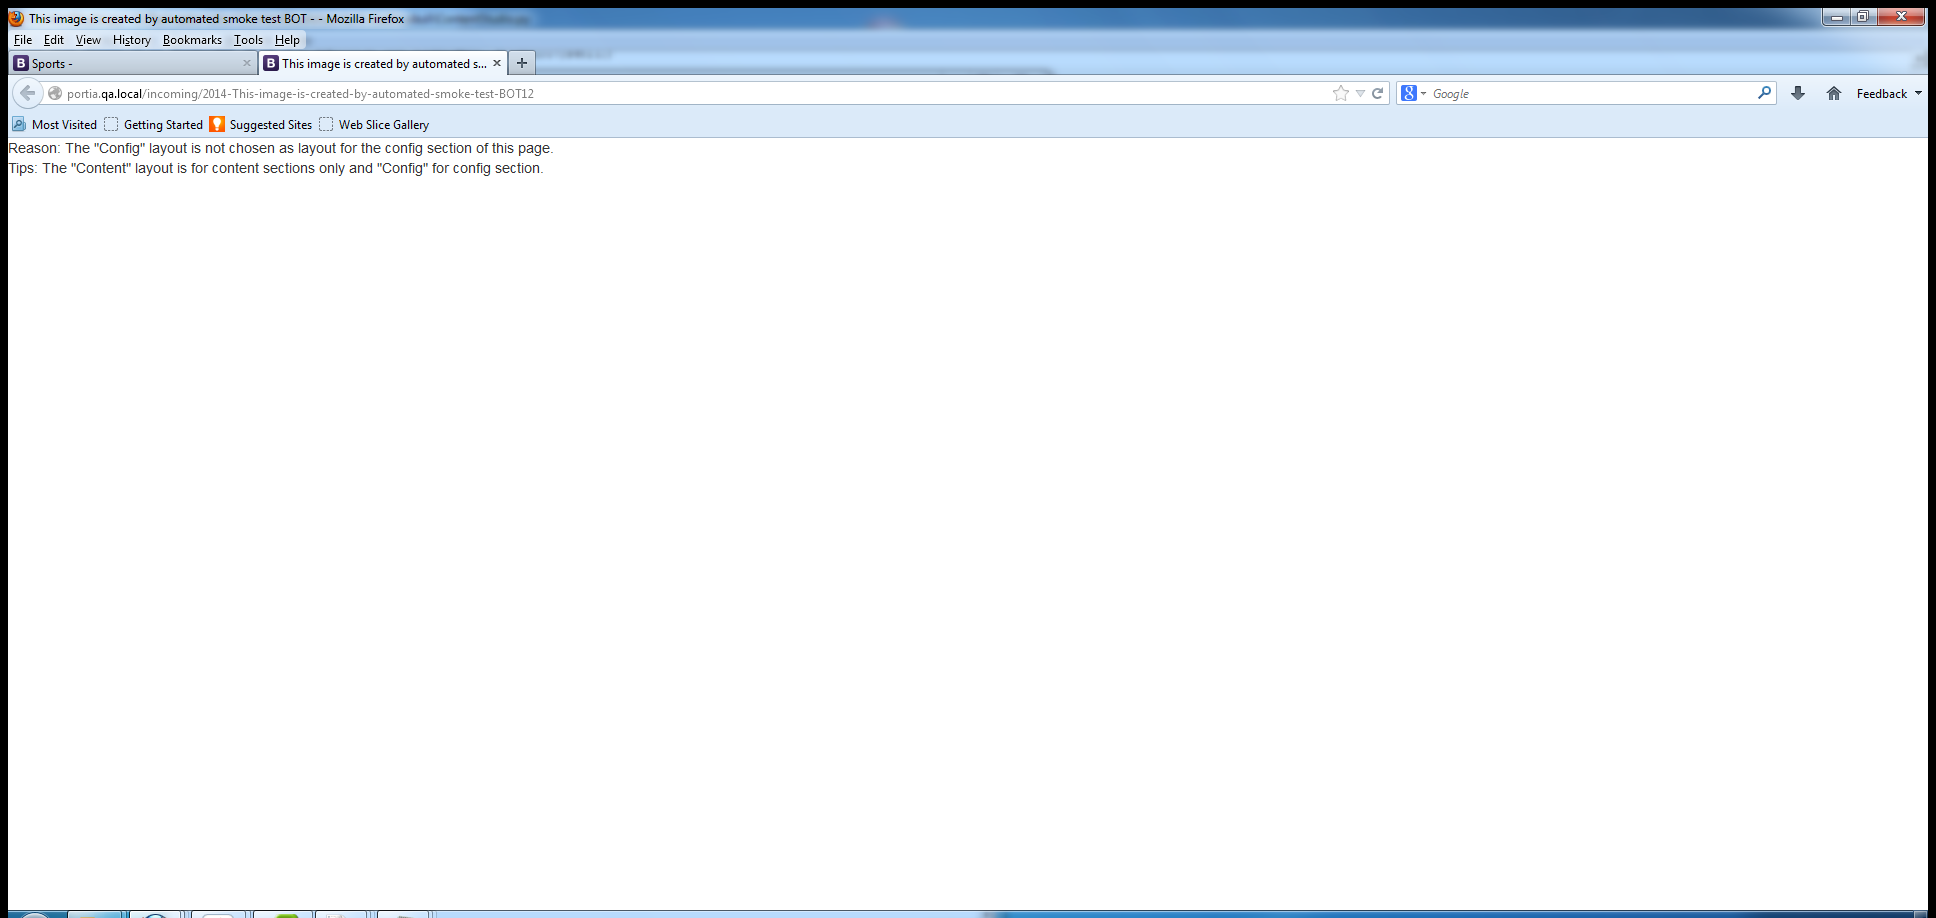 This image is created by automated smoke test BOT - - Mozilla Firefox
File Edit View History Bookmarks Tools Help
Sports -
This image is created by automated s...
portia.qa.local/incoming/2014-This-image-is-created-by-automated-smoke-test-BOT12
Google
Feedback
Most Visited Getting Started Suggested Sites Web Slice Gallery
Reason: The "Config" layout is not chosen as layout for the config section of this page.
Tips: The "Content" layout is for content sections only and "Config" for config section.